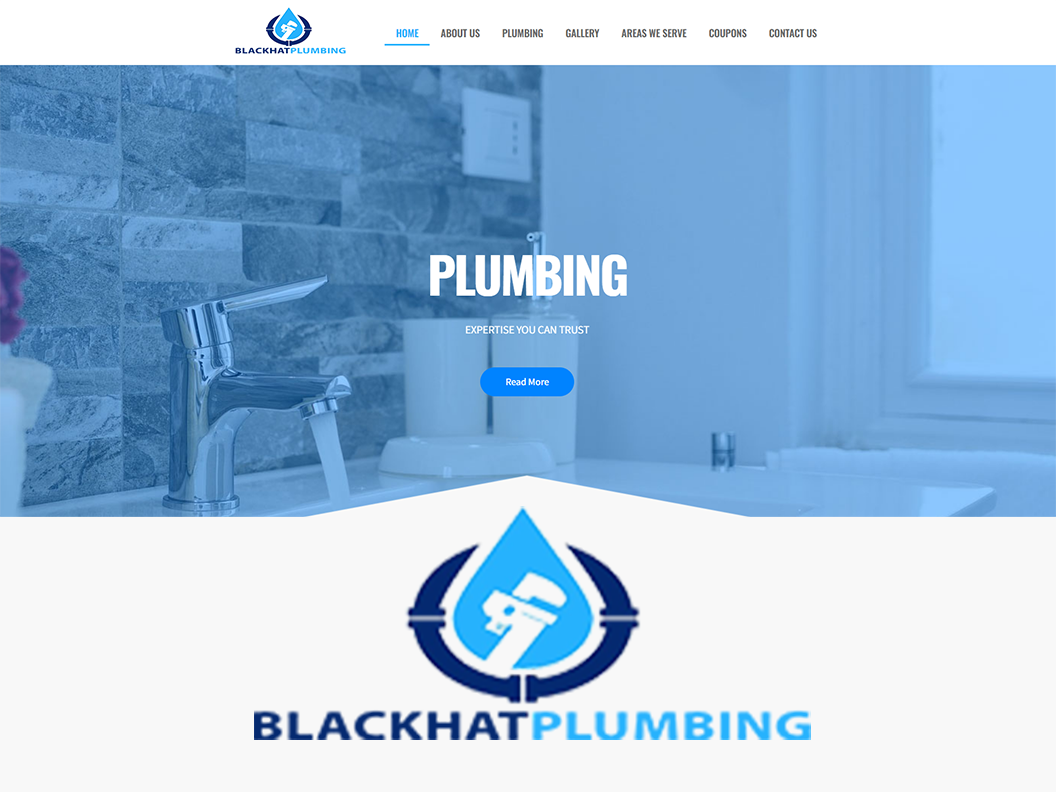 BLACKHATPLUMBING
HOME ABOUT US PLUMBING GALLERY AREAS WE SERVE COUPONS CONTACT US
PLUMBING
EXPERTISE YOU CAN TRUST
Read More
BLACKHATPLUMBING